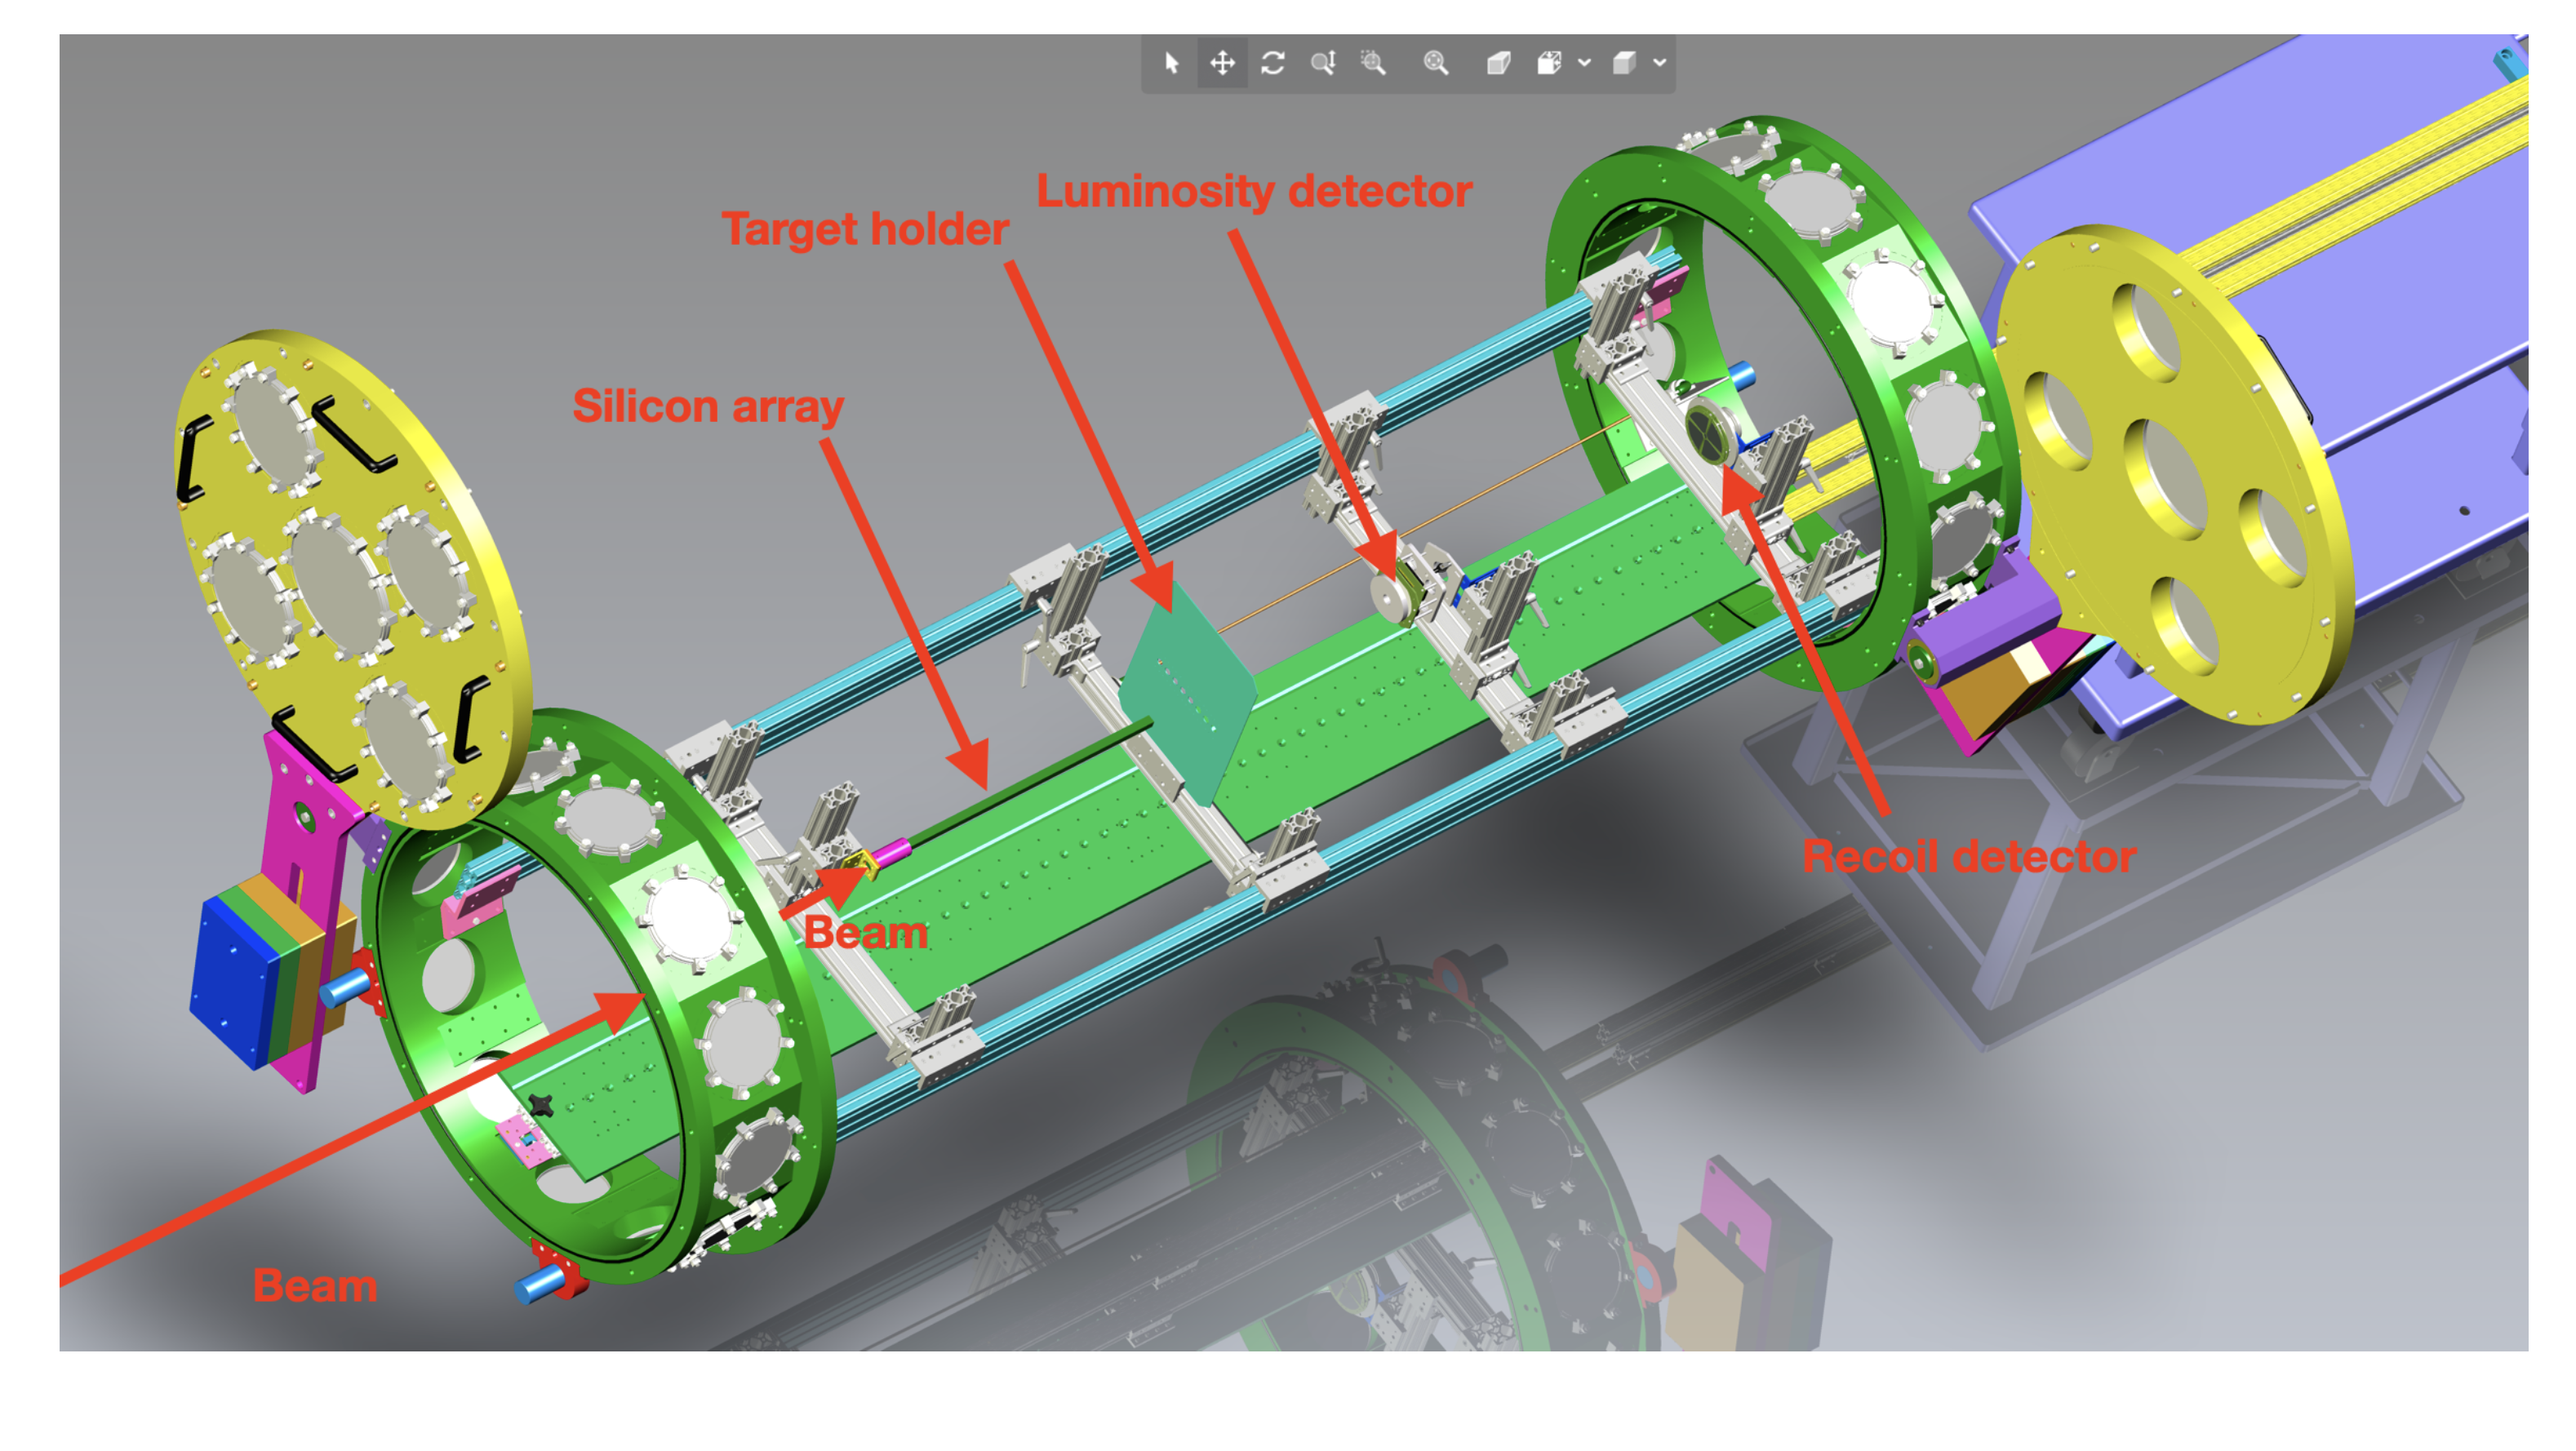 Luminosity detector
Target holder
Silicon array
Recoil detector
Beam
Beam